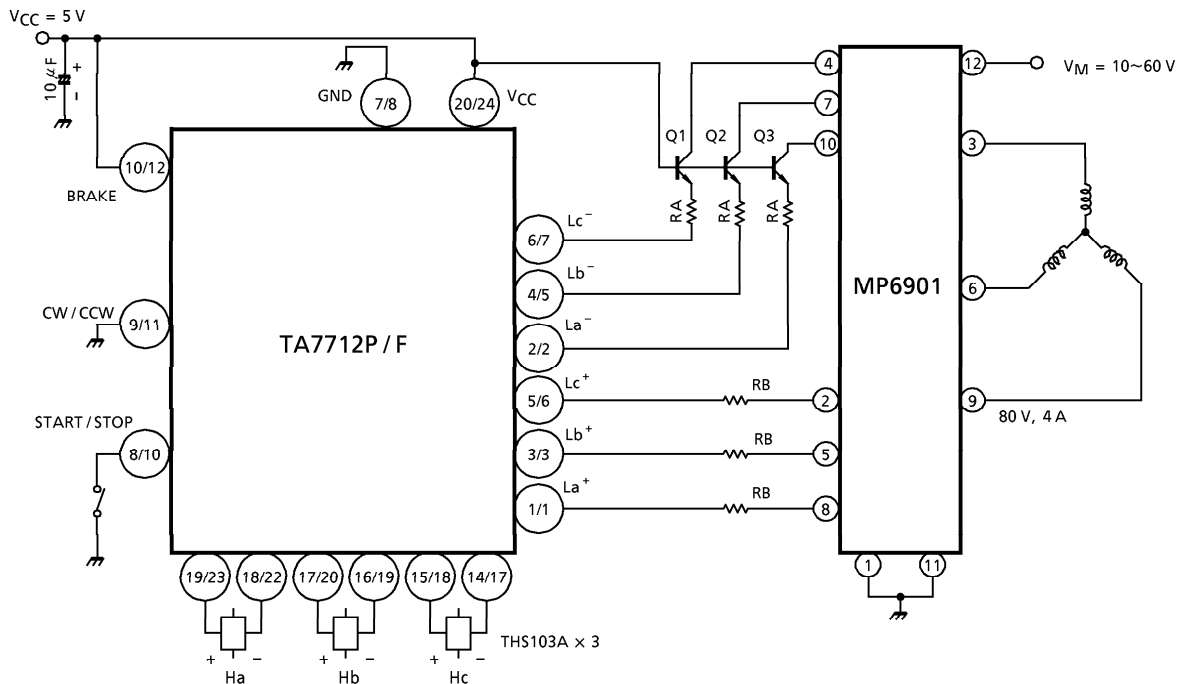 VCC = 5 V
10 µF
+
−
GND
7/8
20/24
VCC
4
12
VM = 10~60 V
7
3
10
Q1
Q2
Q3
10/12
BRAKE
RA
RA
RA
6/7
Lc−
4/5
Lb−
MP6901
6
CW / CCW
9/11
TA7712P / F
2/2
La−
5/6
Lc+
RB
2
9
80 V, 4 A
START / STOP
8/10
3/3
Lb+
RB
5
1/1
La+
RB
8
1
11
19/23
18/22
17/20
16/19
15/18
14/17
THS103A × 3
+
−
+
−
+
−
Ha
Hb
Hc